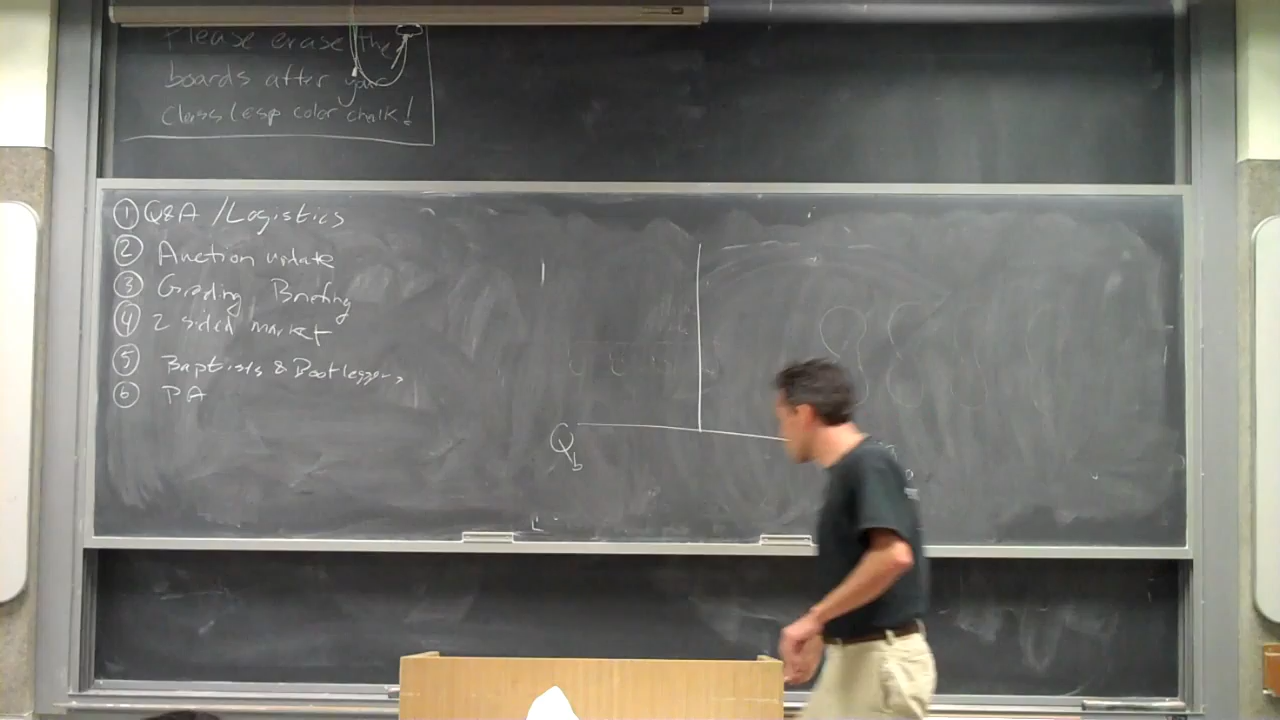 Please erase the
boards after your
class (esp color chalk!
① Q&A / Logistics
② Auction update
③ Grading Briefing
④ 2 sided market
⑤ Baptists & Bootleggers
⑥ PA
Q
b